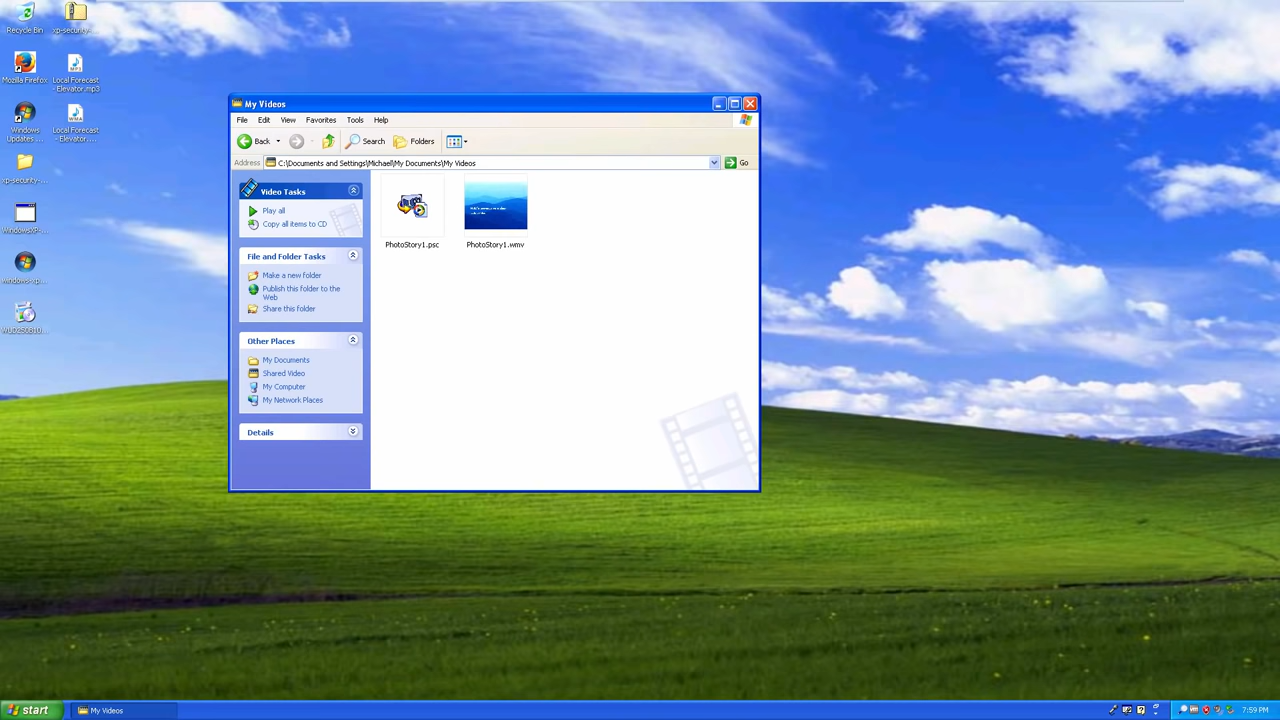 Recycle Bin
xp-security-...
Mozilla Firefox
Local Forecast
- Elevator.mp3
Windows
Updates ...
Local Forecast
- Elevator....
xp-security-...
WindowsXP-...
windows-xp...
My Videos
File Edit View Favorites Tools Help
Back Search Folders
Address C:\Documents and Settings\Michael\My Documents\My Videos Go
Video Tasks
Play all
Copy all items to CD
File and Folder Tasks
Make a new folder
Publish this folder to the
Web
Share this folder
Other Places
My Documents
Shared Video
My Computer
My Network Places
Details
PhotoStory1.psc
PhotoStory1.wmv
start
My Videos
7:59 PM